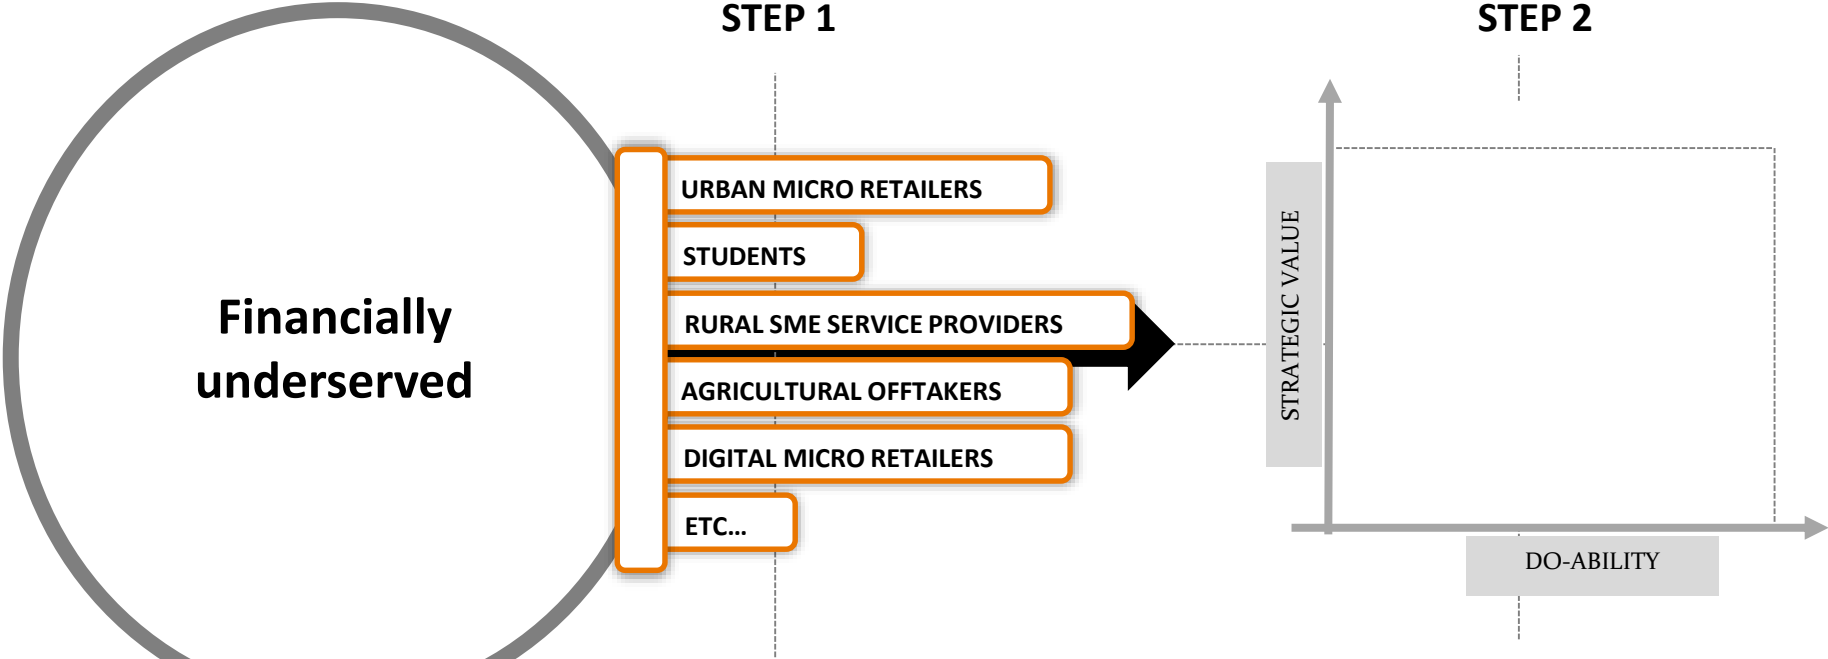 STEP 1
STEP 2
Financially
underserved
URBAN MICRO RETAILERS
STUDENTS
RURAL SME SERVICE PROVIDERS
AGRICULTURAL OFFTAKERS
DIGITAL MICRO RETAILERS
ETC...
STRATEGIC VALUE
DO-ABILITY